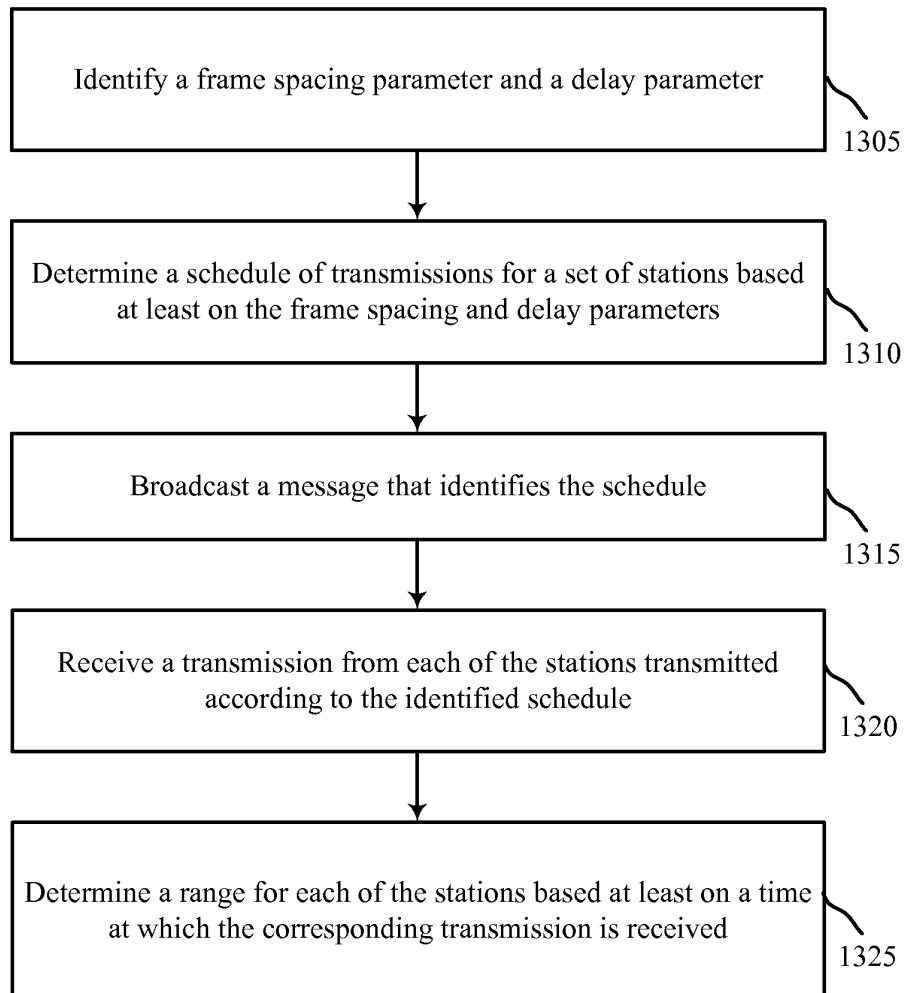 Identify a frame spacing parameter and a delay parameter
1305
Determine a schedule of transmissions for a set of stations based
at least on the frame spacing and delay parameters
1310
Broadcast a message that identifies the schedule
1315
Receive a transmission from each of the stations transmitted
according to the identified schedule
1320
Determine a range for each of the stations based at least on a time
at which the corresponding transmission is received
1325